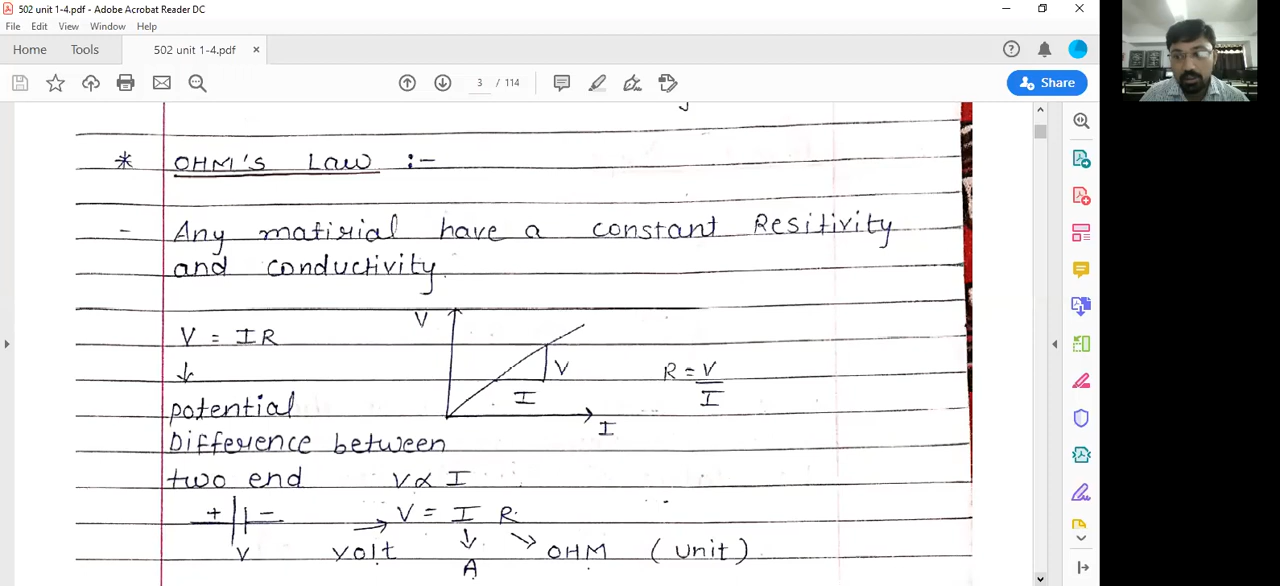 502 unit 1-4.pdf - Adobe Acrobat Reader DC
File Edit View Window Help
Home Tools 502 unit 1-4.pdf ×
3 / 114
Share
* OHM'S LAW :-
- Any matirial have a constant Resitivity
and conductivity
V = IR
V
V
I
I
R = V
I
potential
Difference between
two end V ∝ I
+ -
V = I R
V volt OHM (unit)
A